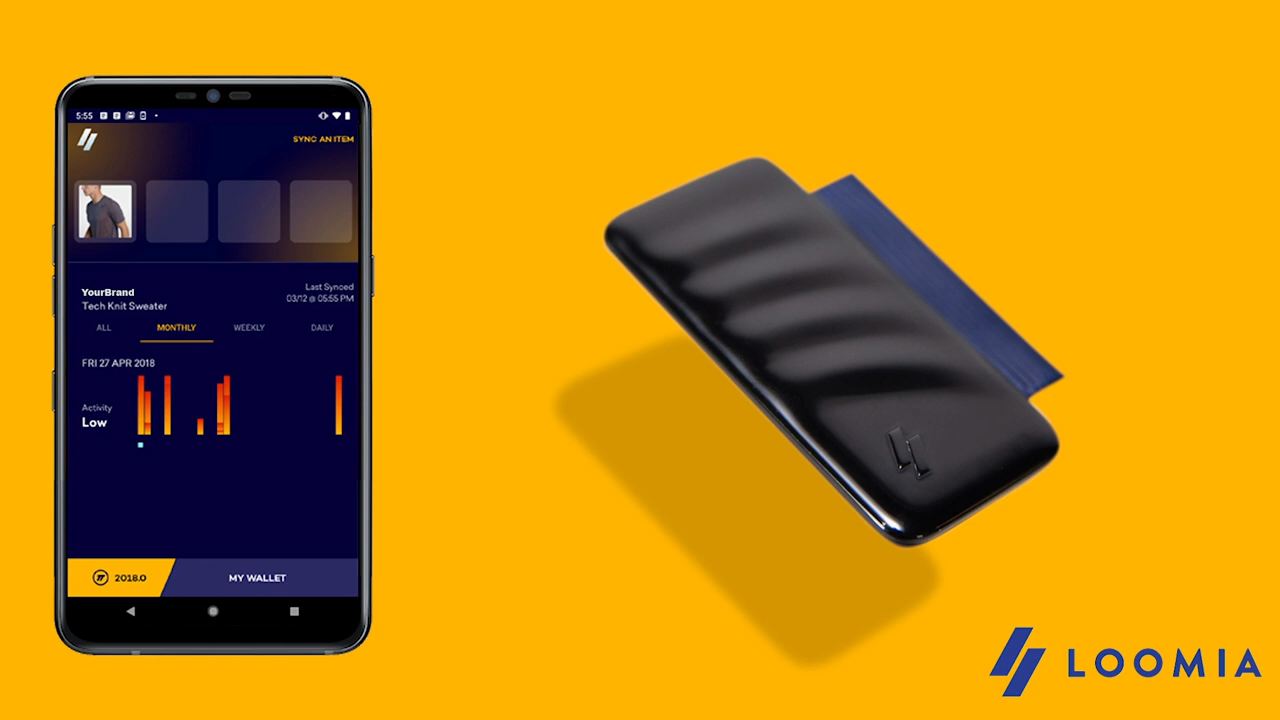 5:55
SYNC AN ITEM
YourBrand
Tech Knit Sweater
Last Synced
03/12 @ 05:55 PM
ALL MONTHLY WEEKLY DAILY
FRI 27 APR 2018
Activity
Low
2018.0
MY WALLET
LOOMIA